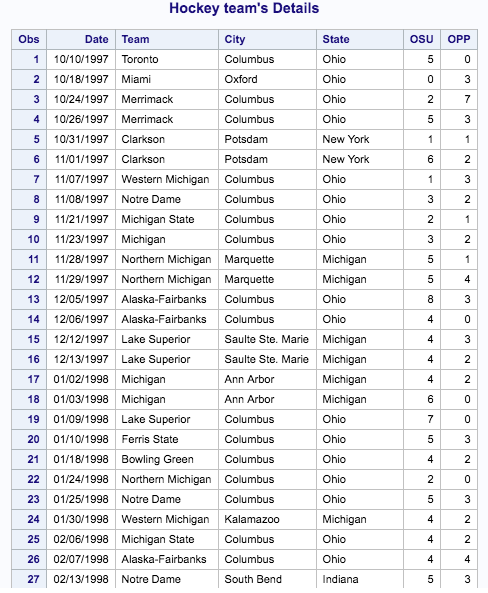 Hockey team's Details
Obs Date Team City State OSU OPP
1 10/10/1997 Toronto Columbus Ohio 5 0
2 10/18/1997 Miami Oxford Ohio 0 3
3 10/24/1997 Merrimack Columbus Ohio 2 7
4 10/26/1997 Merrimack Columbus Ohio 5 3
5 10/31/1997 Clarkson Potsdam New York 1 1
6 11/01/1997 Clarkson Potsdam New York 6 2
7 11/07/1997 Western Michigan Columbus Ohio 1 3
8 11/08/1997 Notre Dame Columbus Ohio 3 2
9 11/21/1997 Michigan State Columbus Ohio 2 1
10 11/23/1997 Michigan Columbus Ohio 3 2
11 11/28/1997 Northern Michigan Marquette Michigan 5 1
12 11/29/1997 Northern Michigan Marquette Michigan 5 4
13 12/05/1997 Alaska-Fairbanks Columbus Ohio 8 3
14 12/06/1997 Alaska-Fairbanks Columbus Ohio 4 0
15 12/12/1997 Lake Superior Saulte Ste. Marie Michigan 4 3
16 12/13/1997 Lake Superior Saulte Ste. Marie Michigan 4 2
17 01/02/1998 Michigan Ann Arbor Michigan 4 2
18 01/03/1998 Michigan Ann Arbor Michigan 6 0
19 01/09/1998 Lake Superior Columbus Ohio 7 0
20 01/10/1998 Ferris State Columbus Ohio 5 3
21 01/18/1998 Bowling Green Columbus Ohio 4 2
22 01/24/1998 Northern Michigan Columbus Ohio 2 0
23 01/25/1998 Notre Dame Columbus Ohio 5 3
24 01/30/1998 Western Michigan Kalamazoo Michigan 4 2
25 02/06/1998 Michigan State Columbus Ohio 4 2
26 02/07/1998 Alaska-Fairbanks Columbus Ohio 4 4
27 02/13/1998 Notre Dame South Bend Indiana 5 3